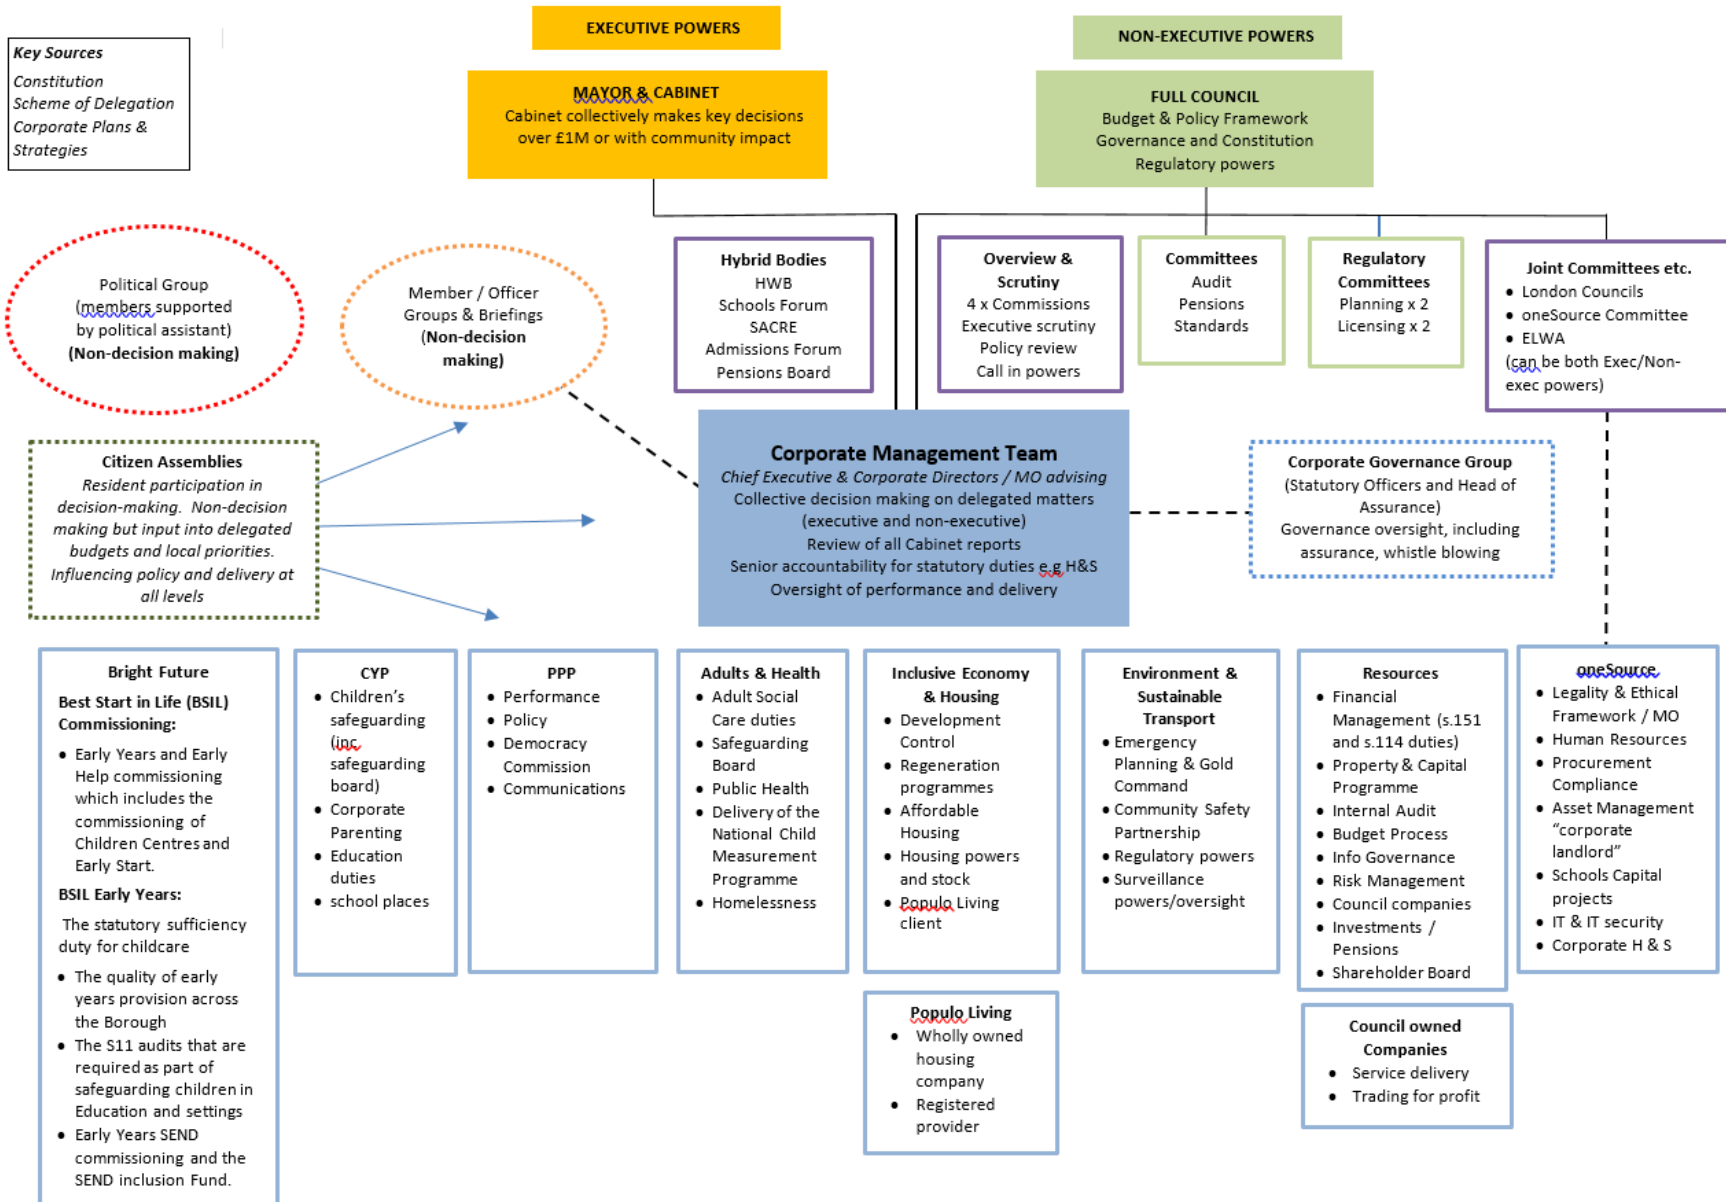 EXECUTIVE POWERS
NON-EXECUTIVE POWERS
Key Sources
Constitution
Scheme of Delegation
Corporate Plans &
Strategies
MAYOR & CABINET
Cabinet collectively makes key decisions
over £1M or with community impact
FULL COUNCIL
Budget & Policy Framework
Governance and Constitution
Regulatory powers
Political Group
(members supported
by political assistant)
(Non-decision making)
Member / Officer
Groups & Briefings
(Non-decision
making)
Hybrid Bodies
HWB
Schools Forum
SACRE
Admissions Forum
Pensions Board
Overview &
Scrutiny
4 x Commissions
Executive scrutiny
Policy review
Call in powers
Committees
Audit
Pensions
Standards
Regulatory
Committees
Planning x 2
Licensing x 2
Joint Committees etc.
• London Councils
• oneSource Committee
• ELWA
(can be both Exec/Non-
exec powers)
Citizen Assemblies
Resident participation in
decision-making. Non-decision
making but input into delegated
budgets and local priorities.
Influencing policy and delivery at
all levels
Corporate Management Team
Chief Executive & Corporate Directors / MO advising
Collective decision making on delegated matters
(executive and non-executive)
Review of all Cabinet reports
Senior accountability for statutory duties e.g H&S
Oversight of performance and delivery
Corporate Governance Group
(Statutory Officers and Head of
Assurance)
Governance oversight, including
assurance, whistle blowing
Bright Future
Best Start in Life (BSIL)
Commissioning:
• Early Years and Early
Help commissioning
which includes the
commissioning of
Children Centres and
Early Start.
BSIL Early Years:
The statutory sufficiency
duty for childcare
• The quality of early
years provision across
the Borough
• The S11 audits that are
required as part of
safeguarding children in
Education and settings
• Early Years SEND
commissioning and the
SEND inclusion Fund.
CYP
• Children's
safeguarding
(inc
safeguarding
board)
• Corporate
Parenting
• Education
duties
• school places
PPP
• Performance
• Policy
• Democracy
Commission
• Communications
Adults & Health
• Adult Social
Care duties
• Safeguarding
Board
• Public Health
• Delivery of the
National Child
Measurement
Programme
• Homelessness
Inclusive Economy
& Housing
• Development
Control
• Regeneration
programmes
• Affordable
Housing
• Housing powers
and stock
• Populo Living
client
Environment &
Sustainable
Transport
• Emergency
Planning & Gold
Command
• Community Safety
Partnership
• Regulatory powers
• Surveillance
powers/oversight
Resources
• Financial
Management (s.151
and s.114 duties)
• Property & Capital
Programme
• Internal Audit
• Budget Process
• Info Governance
• Risk Management
• Council companies
• Investments /
Pensions
• Shareholder Board
oneSource
• Legality & Ethical
Framework / MO
• Human Resources
• Procurement
Compliance
• Asset Management
“corporate
landlord”
• Schools Capital
projects
• IT & IT security
• Corporate H & S
Populo Living
• Wholly owned
housing
company
• Registered
provider
Council owned
Companies
• Service delivery
• Trading for profit